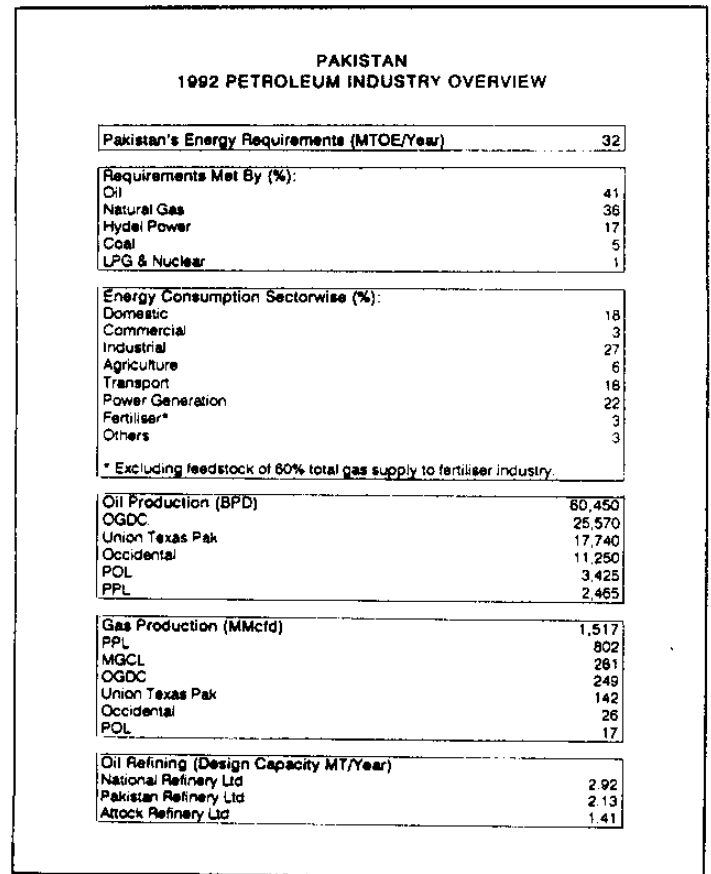 PAKISTAN
1992 PETROLEUM INDUSTRY OVERVIEW
Pakistan's Energy Requirements (MTOE/Year) 32
Requirements Met By (%):
Oil 41
Natural Gas 36
Hydel Power 17
Coal 5
LPG & Nuclear 1
Energy Consumption Sectorwise (%):
Domestic 18
Commercial 3
Industrial 27
Agriculture 6
Transport 18
Power Generation 22
Fertiliser* 3
Others 3
* Excluding feedstock of 60% total gas supply to fertiliser industry.
Oil Production (BPD) 60,450
OGDC 25,570
Union Texas Pak 17,740
Occidental 11,250
POL 3,425
PPL 2,465
Gas Production (MMcfd) 1,517
PPL 802
MGCL 281
OGDC 249
Union Texas Pak 142
Occidental 26
POL 17
Oil Refining (Design Capacity MT/Year)
National Refinery Ltd 2.92
Pakistan Refinery Ltd 2.13
Attock Refinery Ltd 1.41